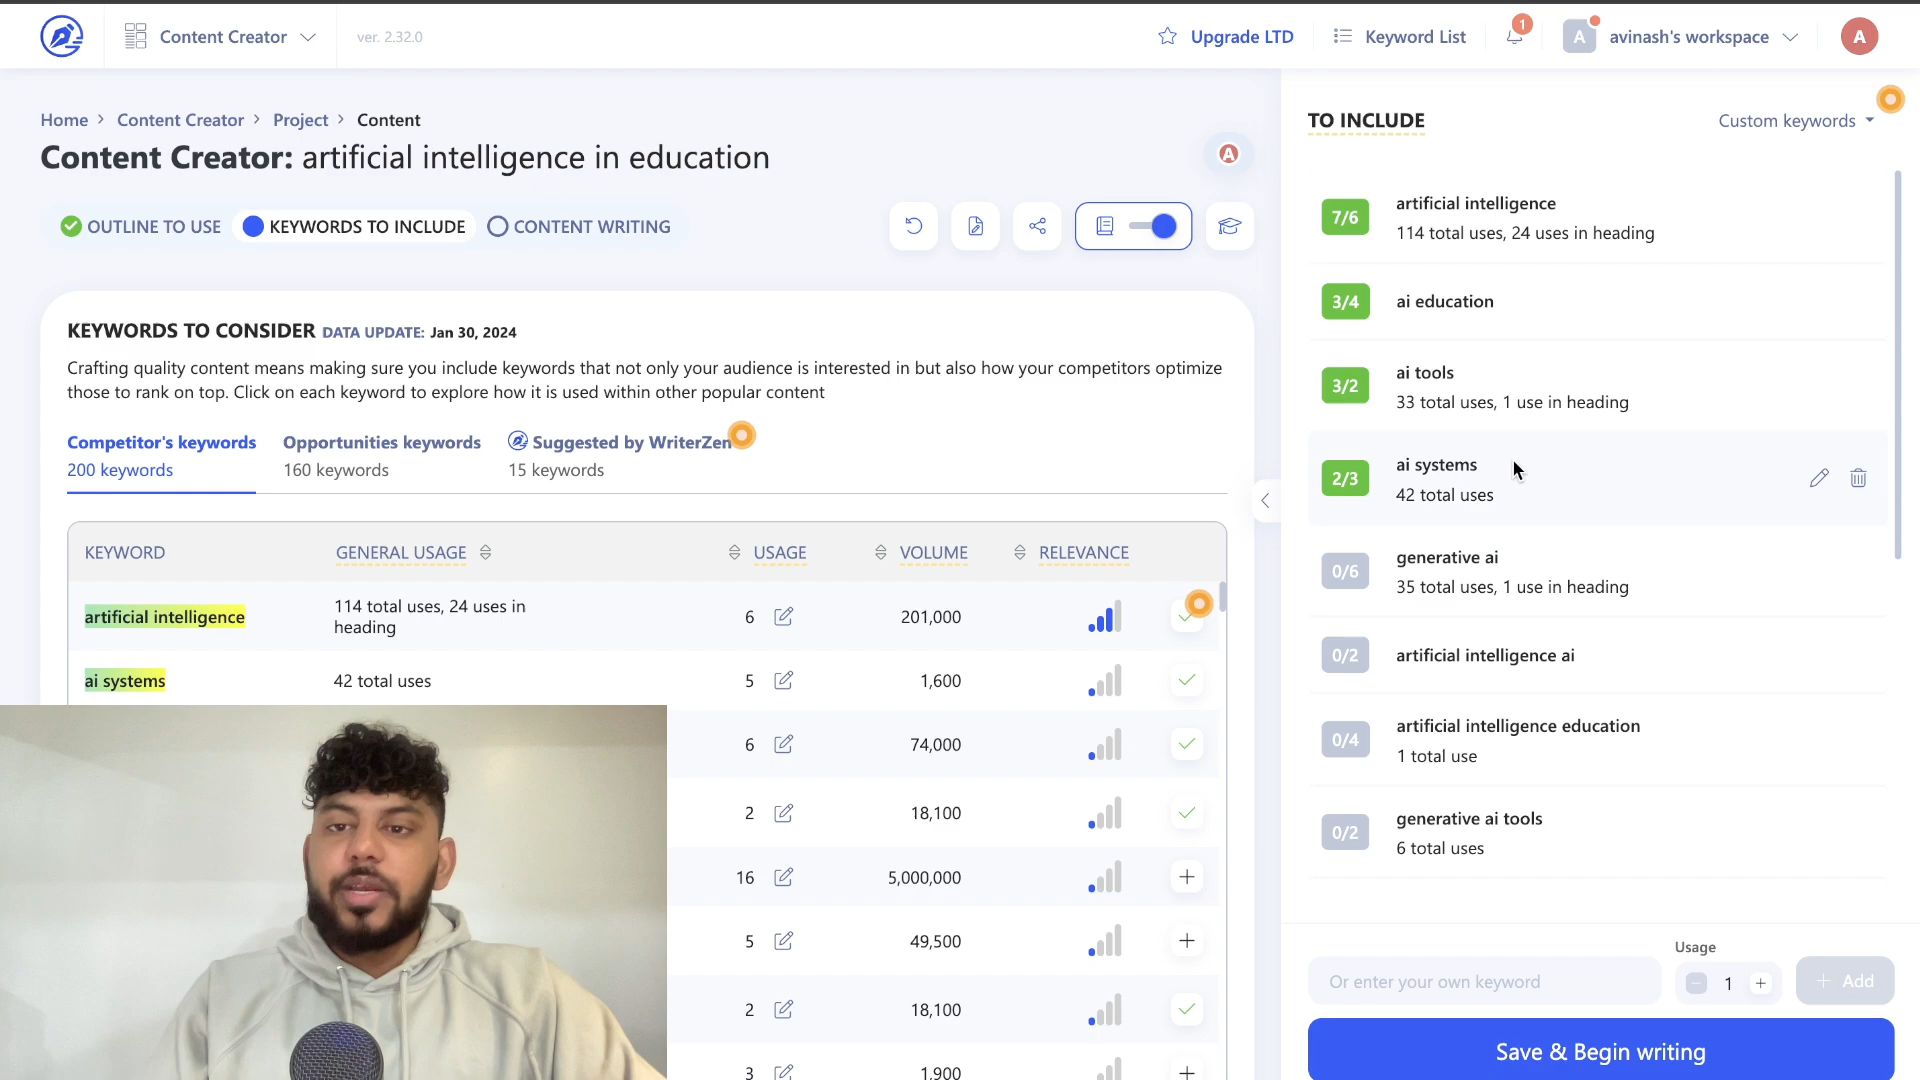 Content Creator
ver. 2.32.0
Upgrade LTD
Keyword List
1
A
avinash's workspace
A
Home > Content Creator > Project > Content
Content Creator: artificial intelligence in education
A
OUTLINE TO USE
KEYWORDS TO INCLUDE
CONTENT WRITING
KEYWORDS TO CONSIDER DATA UPDATE: Jan 30, 2024
Crafting quality content means making sure you include keywords that not only your audience is interested in but also how your competitors optimize
those to rank on top. Click on each keyword to explore how it is used within other popular content
Competitor's keywords
200 keywords
Opportunities keywords
160 keywords
Suggested by WriterZen
15 keywords
KEYWORD GENERAL USAGE USAGE VOLUME RELEVANCE
artificial intelligence 114 total uses, 24 uses in 6 201,000
heading
ai systems 42 total uses 5 1,600
6 74,000
2 18,100
16 5,000,000
5 49,500
2 18,100
3 1,900
TO INCLUDE
Custom keywords
7/6 artificial intelligence
114 total uses, 24 uses in heading
3/4 ai education
3/2 ai tools
33 total uses, 1 use in heading
2/3 ai systems
42 total uses
0/6 generative ai
35 total uses, 1 use in heading
0/2 artificial intelligence ai
0/4 artificial intelligence education
1 total use
0/2 generative ai tools
6 total uses
Usage
Or enter your own keyword
1
+ Add
Save & Begin writing